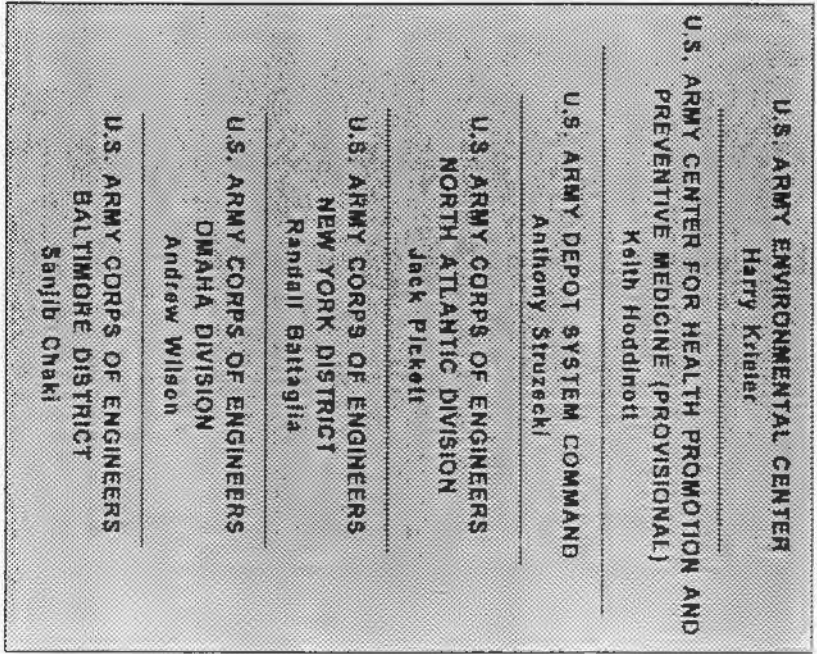 U.S. ARMY ENVIRONMENTAL CENTER
Harry Kreler
U.S. ARMY CENTER FOR HEALTH PROMOTION AND
PREVENTIVE MEDICINE (PROVISIONAL)
Keith Hoddinott
U.S. ARMY DEPOT SYSTEM COMMAND
Anthony Struzecki
U.S. ARMY CORPS OF ENGINEERS
NORTH ATLANTIC DIVISION
Jack Pickett
U.S. ARMY CORPS OF ENGINEERS
NEW YORK DISTRICT
Randall Battaglia
U.S. ARMY CORPS OF ENGINEERS
OMAHA DIVISION
Andrew Wilson
U.S. ARMY CORPS OF ENGINEERS
BALTIMORE DISTRICT
Sanjib Chaki